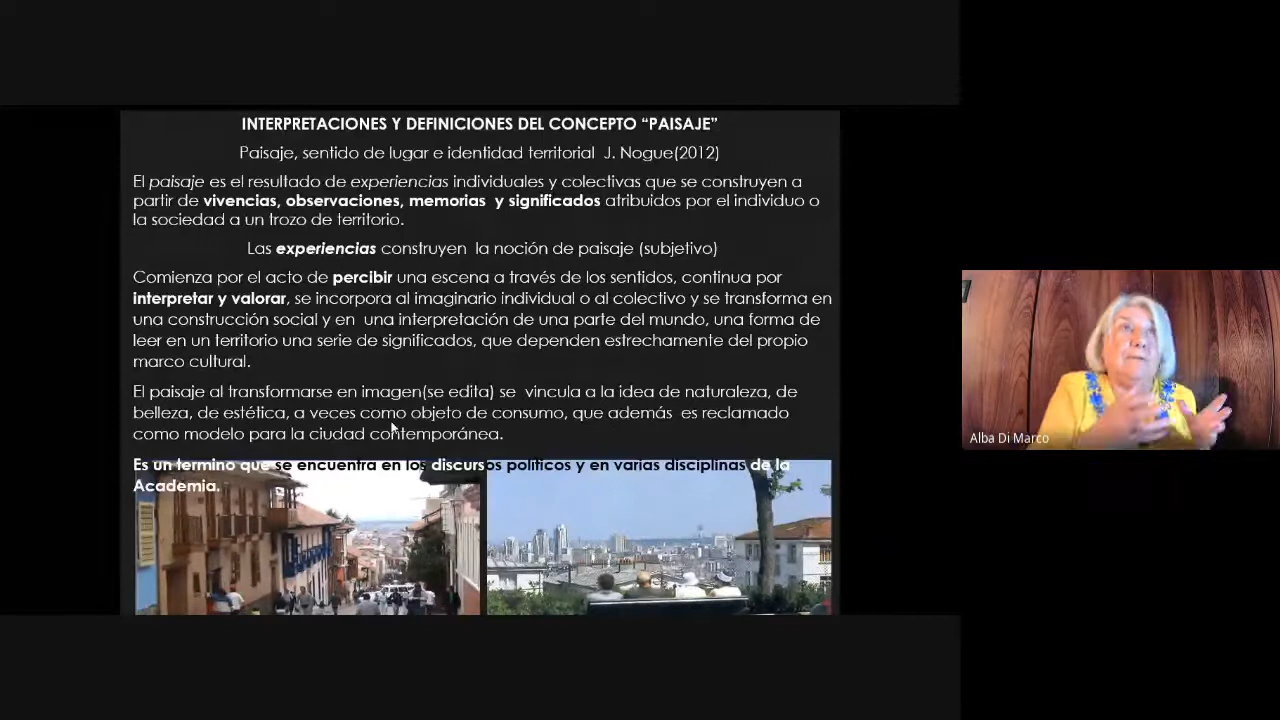 INTERPRETACIONES Y DEFINICIONES DEL CONCEPTO “PAISAJE”
Paisaje, sentido de lugar e identidad territorial J. Nogue(2012)
El paisaje es el resultado de experiencias individuales y colectivas que se construyen a
partir de vivencias, observaciones, memorias y significados atribuidos por el individuo o
la sociedad a un trozo de territorio.
Las experiencias construyen la noción de paisaje (subjetivo)
Comienza por el acto de percibir una escena a través de los sentidos, continua por
interpretar y valorar, se incorpora al imaginario individual o al colectivo y se transforma en
una construcción social y en una interpretación de una parte del mundo, una forma de
leer en un territorio una serie de significados, que dependen estrechamente del propio
marco cultural.
El paisaje al transformarse en imagen(se edita) se vincula a la idea de naturaleza, de
belleza, de estética, a veces como objeto de consumo, que además es reclamado
como modelo para la ciudad contemporánea.
Es un termino que se encuentra en los discursos políticos y en varias disciplinas de la
Academia.
Alba Di Marco